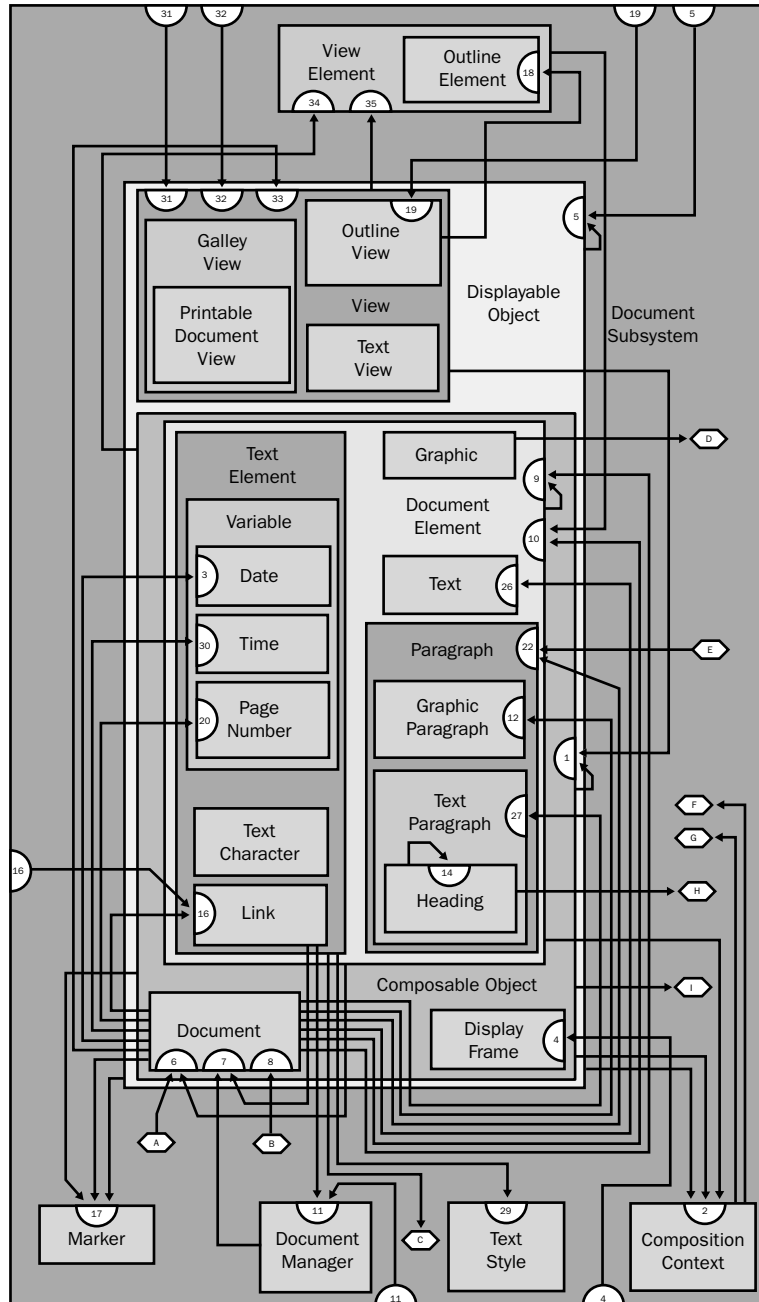 31
32
19
5
View
Element
Outline
Element
18
34
35
31
32
33
19
5
Galley
View
Outline
View
Displayable
Object
Document
Subsystem
View
Printable
Document
View
Text
View
Text
Element
Graphic
D
9
Variable
Document
Element
10
3
Date
Text
26
30
Time
Paragraph
22
E
20
Page
Number
Graphic
Paragraph
12
1
Text
Paragraph
27
F
G
Text
Character
16
14
Heading
H
16
Link
Composable Object
I
Document
Display
Frame
4
6
7
8
A
B
17
Marker
11
Document
Manager
C
29
Text
Style
2
Composition
Context
11
4